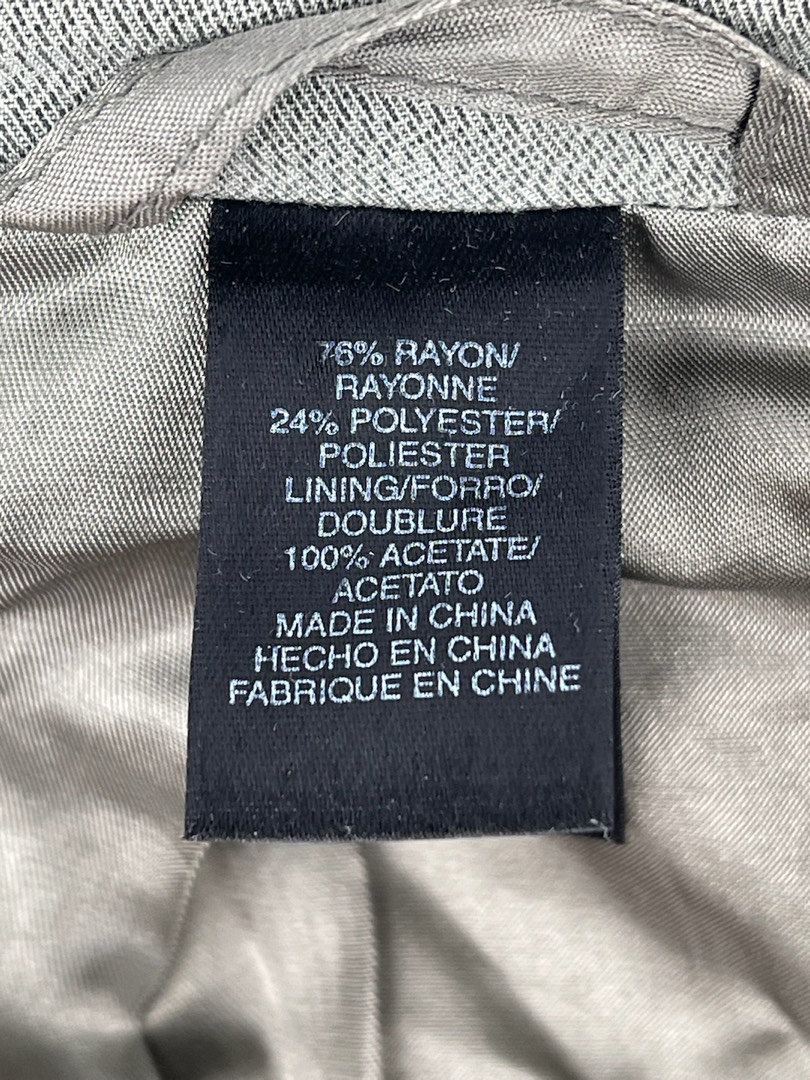 76% RAYON/
RAYONNE
24% POLYESTER/
POLIESTER
LINING/FORRO/
DOUBLURE
100% ACETATE/
ACETATO
MADE IN CHINA
HECHO EN CHINA
FABRIQUE EN CHINE